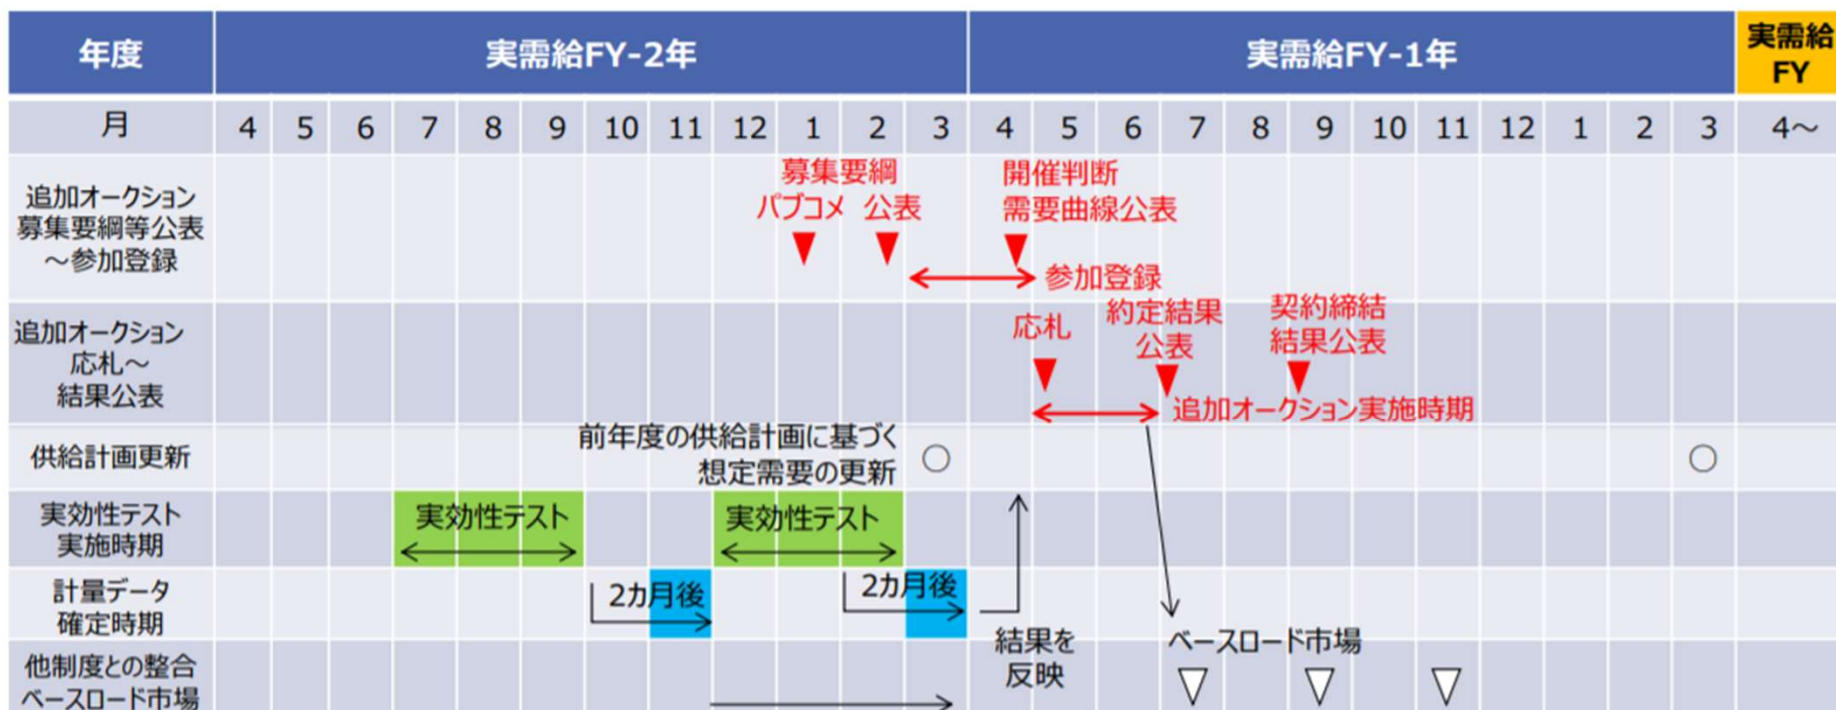 年度 実需給FY-2年 実需給FY-1年 実需給
FY
月 4 5 6 7 8 9 10 11 12 1 2 3 4 5 6 7 8 9 10 11 12 1 2 3 4～
追加オークション
募集要綱等公表
～参加登録
募集要綱
パブコメ 公表
開催判断
需要曲線公表
参加登録
追加オークション
応札～
結果公表
応札
約定結果
公表
契約締結
結果公表
追加オークション実施時期
供給計画更新
前年度の供給計画に基づく
想定需要の更新
実効性テスト
実施時期
実効性テスト 実効性テスト
計量データ
確定時期
2カ月後 2カ月後
結果を
反映
他制度との整合
ベースロード市場
ベースロード市場